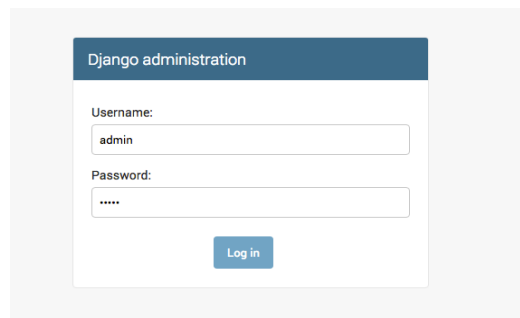 Django administration
Username:
admin
Password:
•••••
Log in